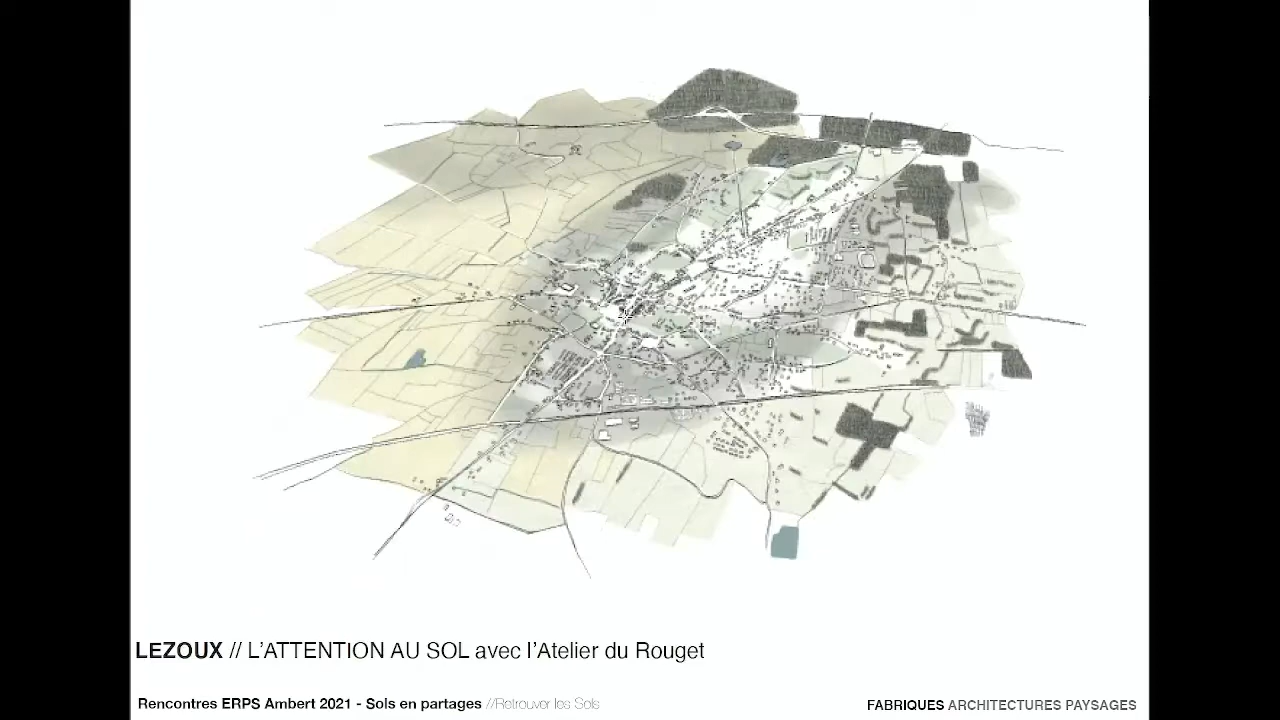 LEZOUX // L'ATTENTION AU SOL avec l'Atelier du Rouget
Rencontres ERPS Ambert 2021 - Sols en partages //Retrouver les Sols
FABRIQUES ARCHITECTURES PAYSAGES